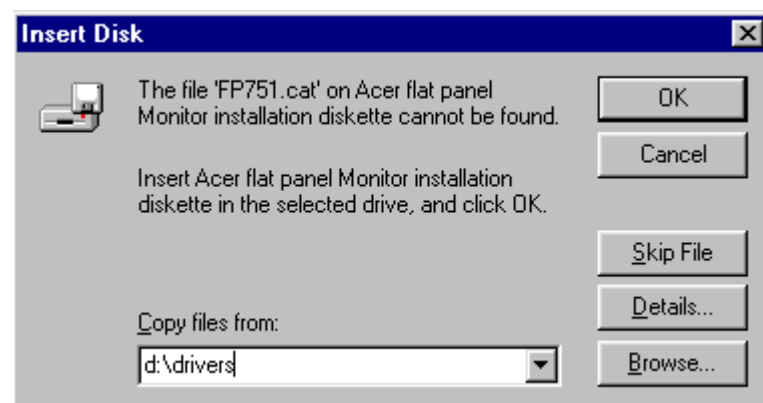 Insert Disk
The file 'FP751.cat' on Acer flat panel
Monitor installation diskette cannot be found.
Insert Acer flat panel Monitor installation
diskette in the selected drive, and click OK.
Copy files from:
d:\drivers
OK
Cancel
Skip File
Details...
Browse...